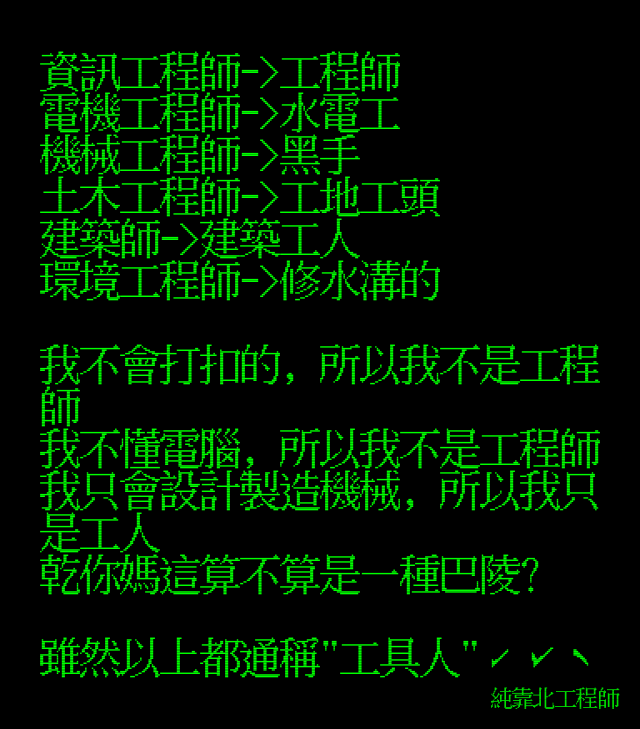 資訊工程師->工程師
電機工程師->水電工
機械工程師->黑手
土木工程師->工地工頭
建築師->建築工人
環境工程師->修水溝的
我不會打扣的, 所以我不是工程
師
我不懂電腦, 所以我不是工程師
我只會設計製造機械, 所以我只
是工人
乾你媽這算不算是一種巴陵?
雖然以上都通稱"工具人"
純靠北工程師